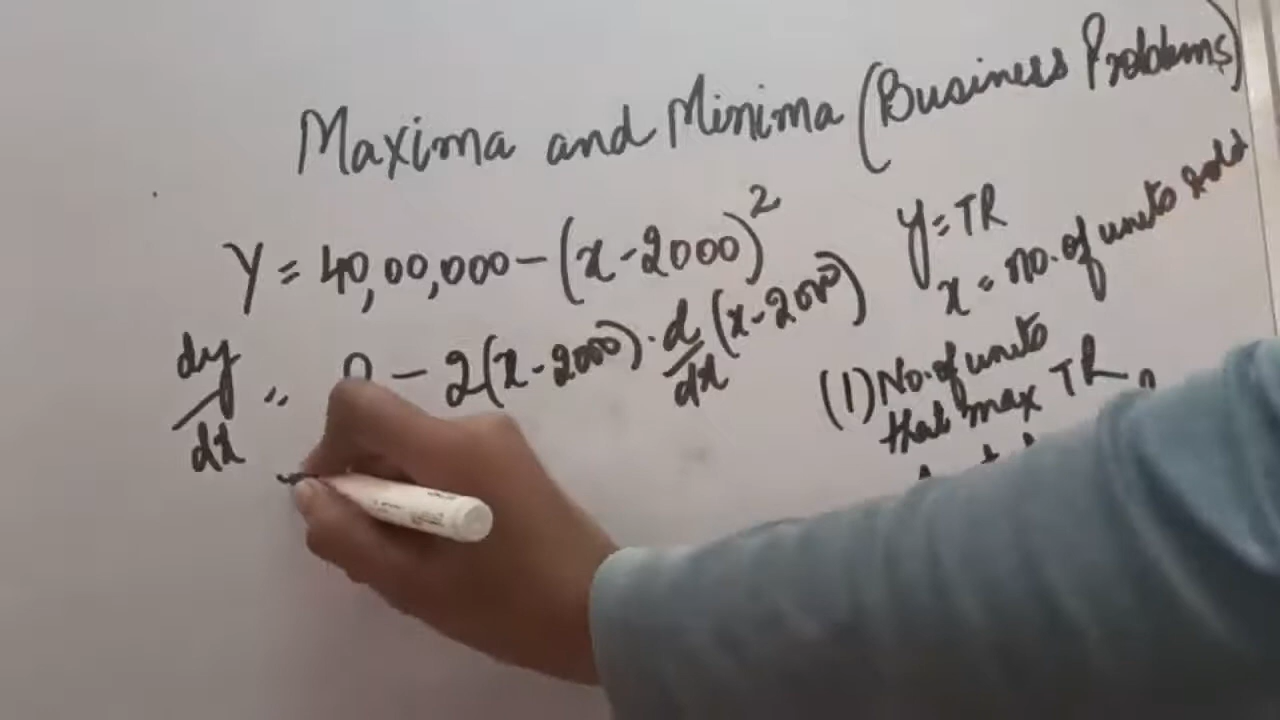 Maxima and Minima (Business Problems)
Y = 40,00,000 - (x - 2000)²
dy/dx = 0 - 2(x - 2000) · d/dx (x - 2000)
y = TR
x = no. of units sold
(1) No. of units
that max TR